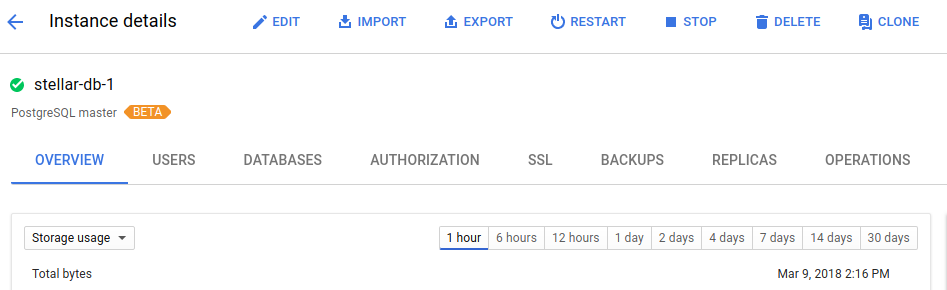 Instance details EDIT IMPORT EXPORT RESTART STOP DELETE CLONE
stellar-db-1
PostgreSQL master BETA
OVERVIEW USERS DATABASES AUTHORIZATION SSL BACKUPS REPLICAS OPERATIONS
Storage usage 1 hour 6 hours 12 hours 1 day 2 days 4 days 7 days 14 days 30 days
Total bytes Mar 9, 2018 2:16 PM